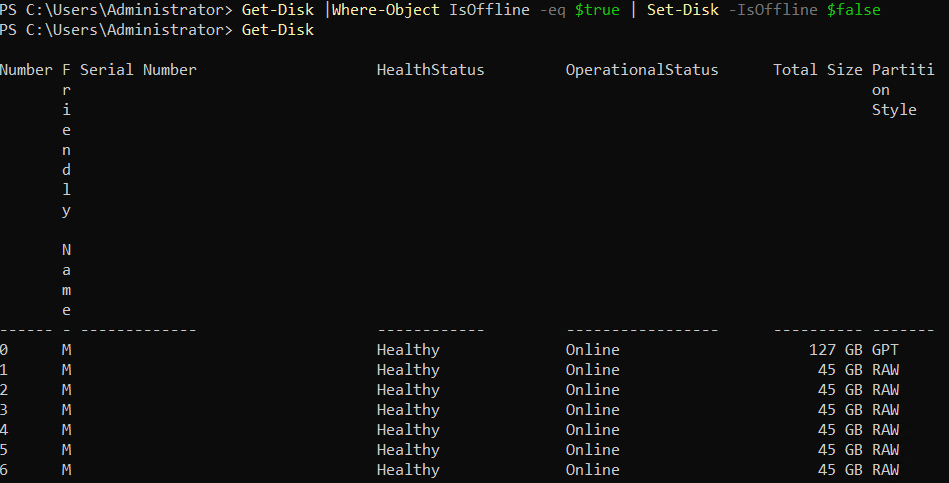 PS C:\Users\Administrator> Get-Disk |Where-Object IsOffline -eq $true | Set-Disk -IsOffline $false
PS C:\Users\Administrator> Get-Disk
Number F Serial Number                    HealthStatus         OperationalStatus      Total Size Partiti
       r                                                                                         on
       i                                                                                         Style
       e
       n
       d
       l
       y

       N
       a
       m
       e
------ - -------------                    ------------         -----------------      ---------- -------
0      M                                  Healthy              Online                     127 GB GPT
1      M                                  Healthy              Online                      45 GB RAW
2      M                                  Healthy              Online                      45 GB RAW
3      M                                  Healthy              Online                      45 GB RAW
4      M                                  Healthy              Online                      45 GB RAW
5      M                                  Healthy              Online                      45 GB RAW
6      M                                  Healthy              Online                      45 GB RAW